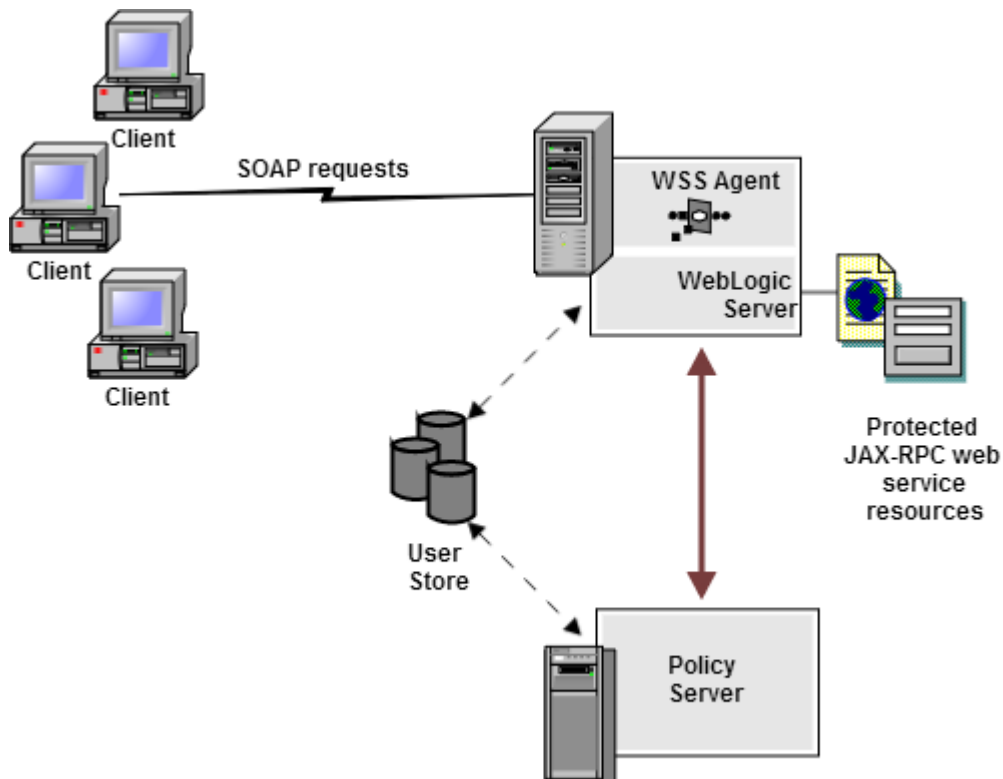 Client
SOAP requests
Client
Client
WSS Agent
WebLogic
Server
Protected
JAX-RPC web
service
resources
User
Store
Policy
Server